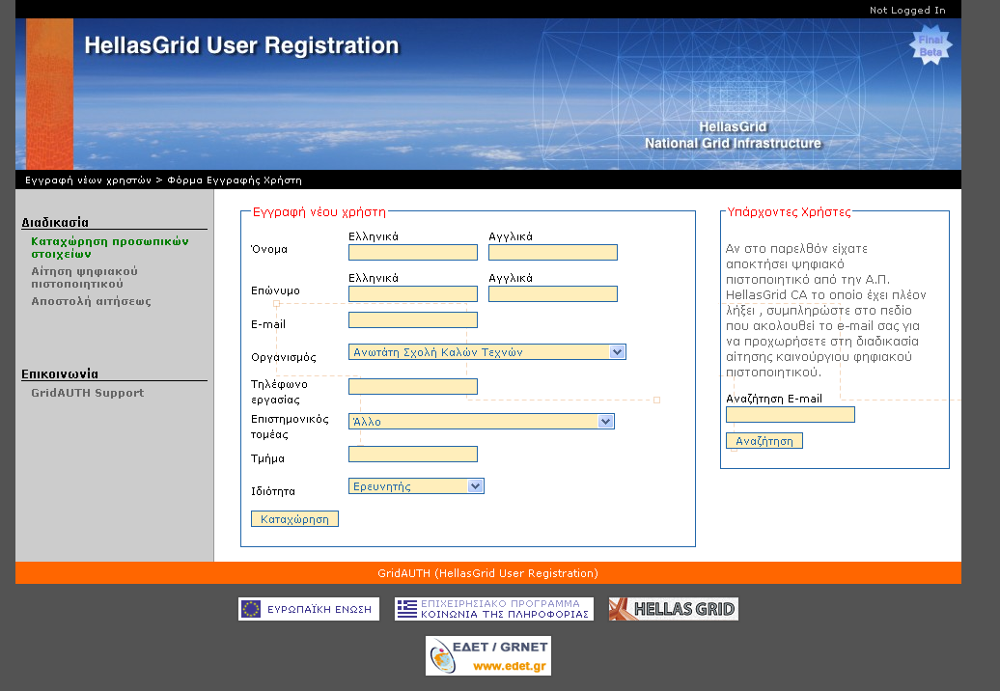 Not Logged In
HellasGrid User Registration
Final
Beta
HellasGrid
National Grid Infrastructure
Εγγραφή νέων χρηστών > Φόρμα Εγγραφής Χρήστη
Διαδικασία
Καταχώρηση προσωπικών
στοιχείων
Αίτηση ψηφιακού
πιστοποιητικού
Αποστολή αιτήσεως
Επικοινωνία
GridAUTH Support
Εγγραφή νέου χρήστη
Ελληνικά Αγγλικά
Όνομα
Ελληνικά Αγγλικά
Επώνυμο
E-mail
Οργανισμός Ανωτάτη Σχολή Καλών Τεχνών
Τηλέφωνο
εργασίας
Επιστημονικός
τομέας
Άλλο
Τμήμα
Ιδιότητα Ερευνητής
Καταχώρηση
Υπάρχοντες Χρήστες
Αν στο παρελθόν είχατε
αποκτήσει ψηφιακό
πιστοποιητικό από την Α.Π.
HellasGrid CA το οποίο έχει πλέον
λήξει , συμπληρώστε στο πεδίο
που ακολουθεί το e-mail σας για
να προχωρήσετε στη διαδικασία
αίτησης καινούργιου φηφιακού
πιστοποιητικού.
Αναζήτηση E-mail
Αναζήτηση
GridAUTH (HellasGrid User Registration)
ΕΥΡΩΠΑΪΚΗ ΕΝΩΣΗ
ΕΠΙΧΕΙΡΗΣΙΑΚΟ ΠΡΟΓΡΑΜΜΑ
ΚΟΙΝΩΝΙΑ ΤΗΣ ΠΛΗΡΟΦΟΡΙΑΣ
HELLAS GRID
ΕΔΕΤ / GRNET
www.edet.gr